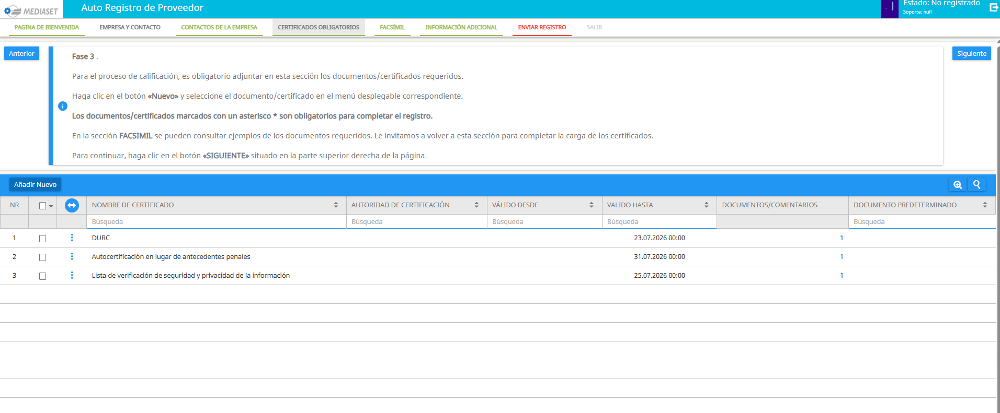 MEDIASET
Auto Registro de Proveedor
Estado: No registrado
Soporte: null
PAGINA DE BIENVENIDA
EMPRESA Y CONTACTO
CONTACTOS DE LA EMPRESA
CERTIFICADOS OBLIGATORIOS
FACSÍMIL
INFORMACIÓN ADICIONAL
ENVIAR REGISTRO
SALIR
Anterior
Siguiente
Fase 3 .
Para el proceso de calificación, es obligatorio adjuntar en esta sección los documentos/certificados requeridos.
Haga clic en el botón «Nuevo» y seleccione el documento/certificado en el menú desplegable correspondiente.
Los documentos/certificados marcados con un asterisco * son obligatorios para completar el registro.
En la sección FACSIMIL se pueden consultar ejemplos de los documentos requeridos. Le invitamos a volver a esta sección para completar la carga de los certificados.
Para continuar, haga clic en el botón «SIGUIENTE» situado en la parte superior derecha de la página.
Añadir Nuevo
NR NOMBRE DE CERTIFICADO AUTORIDAD DE CERTIFICACIÓN VÁLIDO DESDE VALIDO HASTA DOCUMENTOS/COMENTARIOS DOCUMENTO PREDETERMINADO
Búsqueda Búsqueda Búsqueda Búsqueda Búsqueda
1 DURC 23.07.2026 00:00 1
2 Autocertificación en lugar de antecedentes penales 31.07.2026 00:00 1
3 Lista de verificación de seguridad y privacidad de la información 25.07.2026 00:00 1